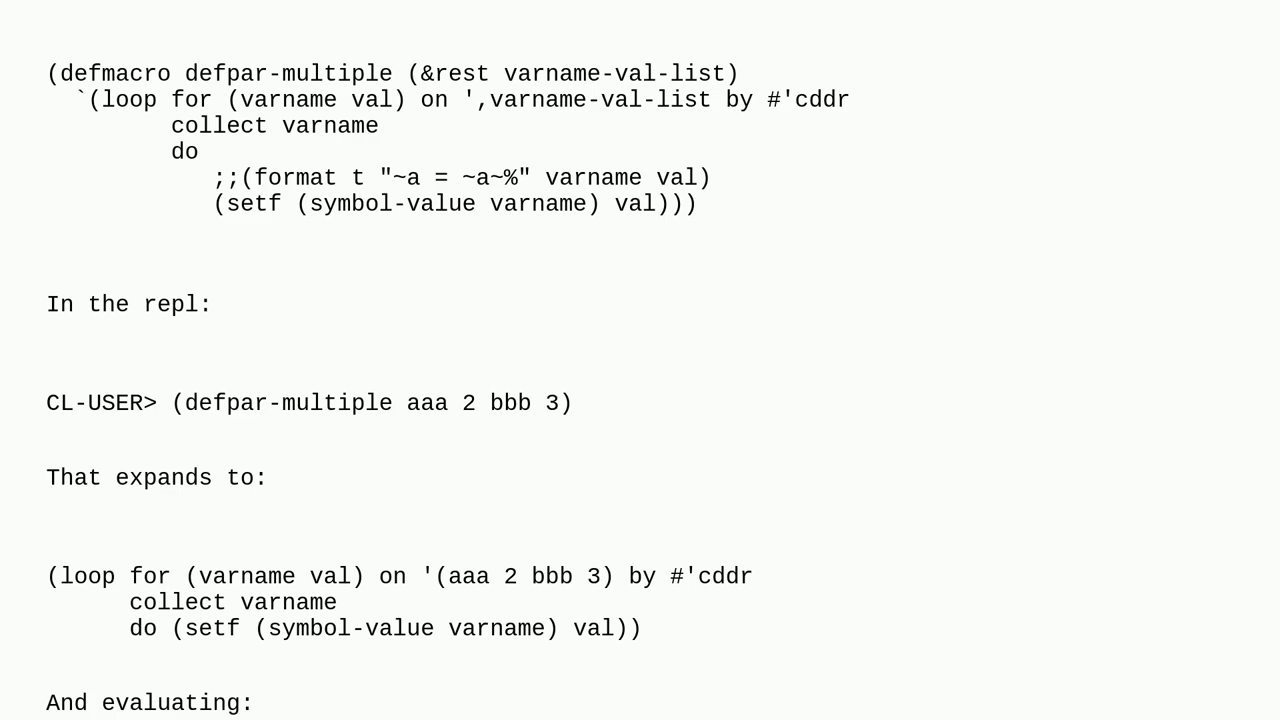 (defmacro defpar-multiple (&rest varname-val-list)
  `(loop for (varname val) on ',varname-val-list by #'cddr
         collect varname
         do
            ;;(format t "~a = ~a~%" varname val)
            (setf (symbol-value varname) val)))
In the repl:
CL-USER> (defpar-multiple aaa 2 bbb 3)
That expands to:
(loop for (varname val) on '(aaa 2 bbb 3) by #'cddr
      collect varname
      do (setf (symbol-value varname) val))
And evaluating: